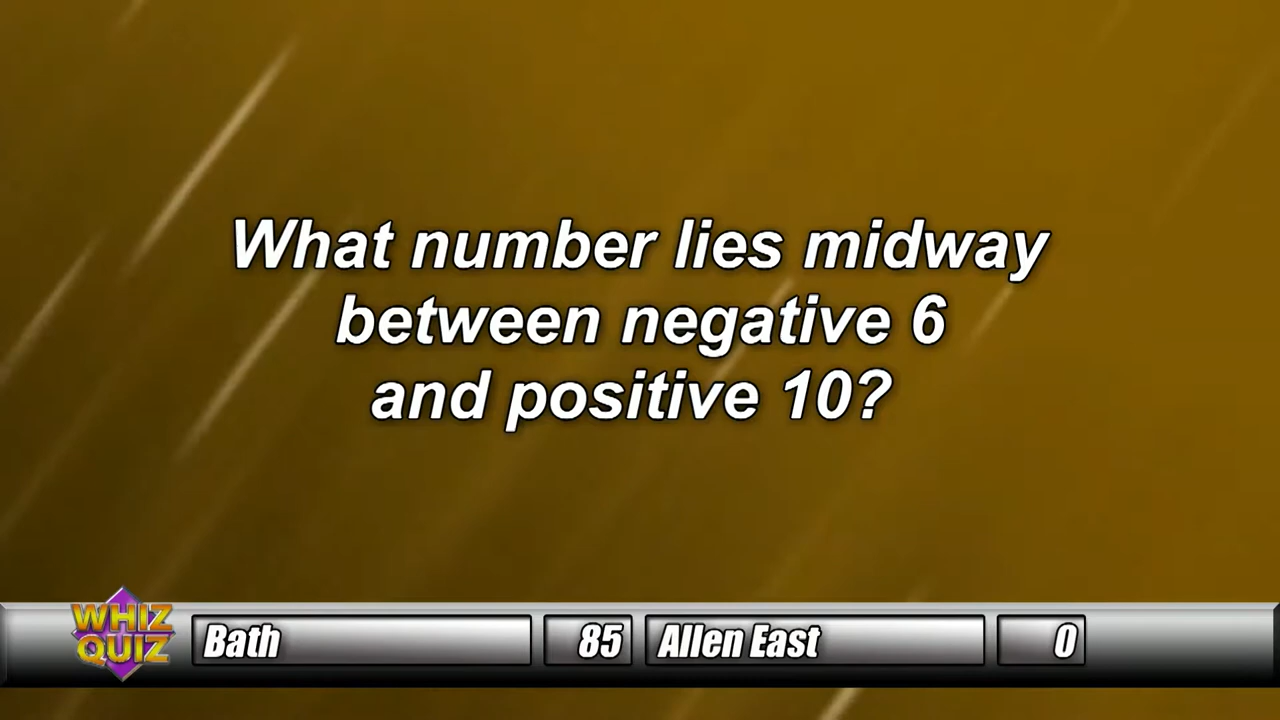 What number lies midway
between negative 6
and positive 10?
WHIZ
QUIZ
Bath 85 Allen East 0